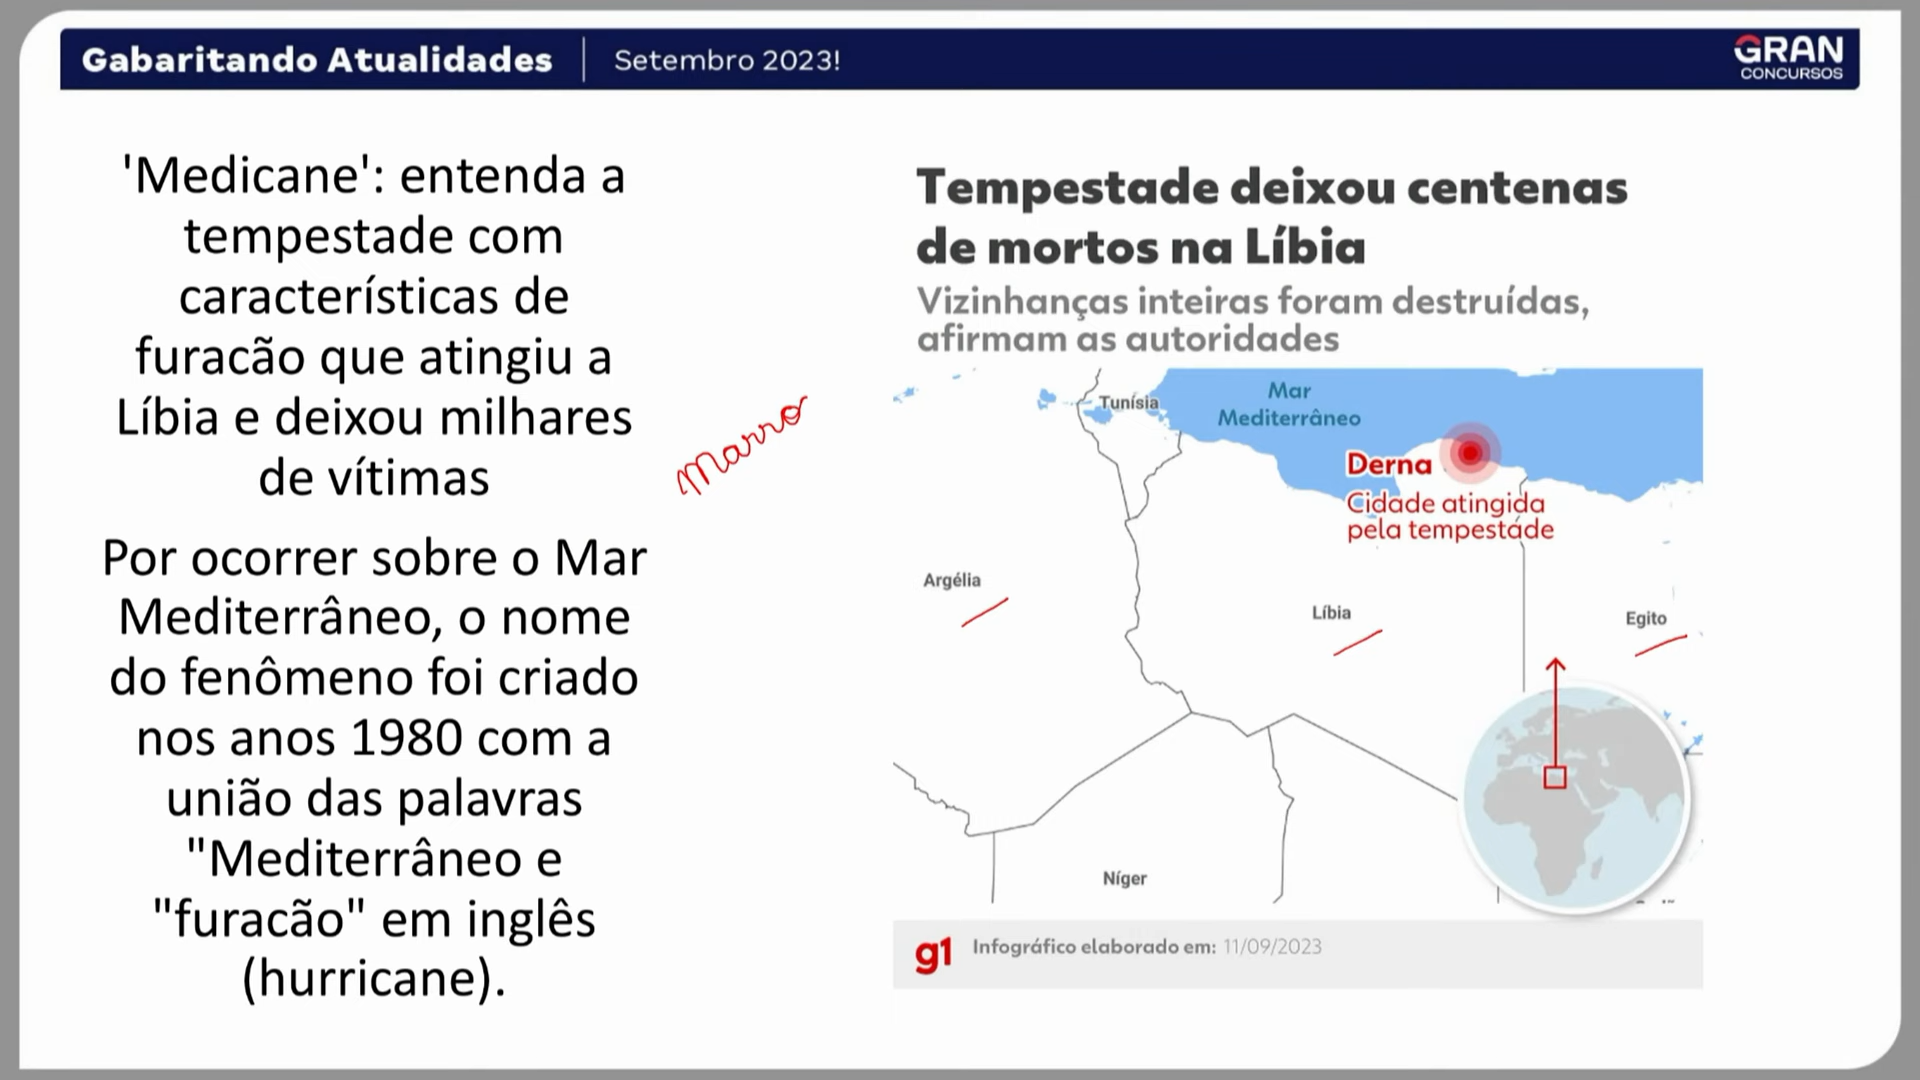 Gabaritando Atualidades
Setembro 2023!
GRAN
CONCURSOS
'Medicane': entenda a
tempestade com
características de
furacão que atingiu a
Líbia e deixou milhares
de vítimas
Por ocorrer sobre o Mar
Mediterrâneo, o nome
do fenômeno foi criado
nos anos 1980 com a
união das palavras
"Mediterrâneo e
"furacão" em inglês
(hurricane).
Marro
Tempestade deixou centenas
de mortos na Líbia
Vizinhanças inteiras foram destruídas,
afirmam as autoridades
Mar
Mediterrâneo
Tunísia
Derna
Cidade atingida
pela tempestade
Argélia
Líbia
Egito
Níger
g1 Infográfico elaborado em: 11/09/2023